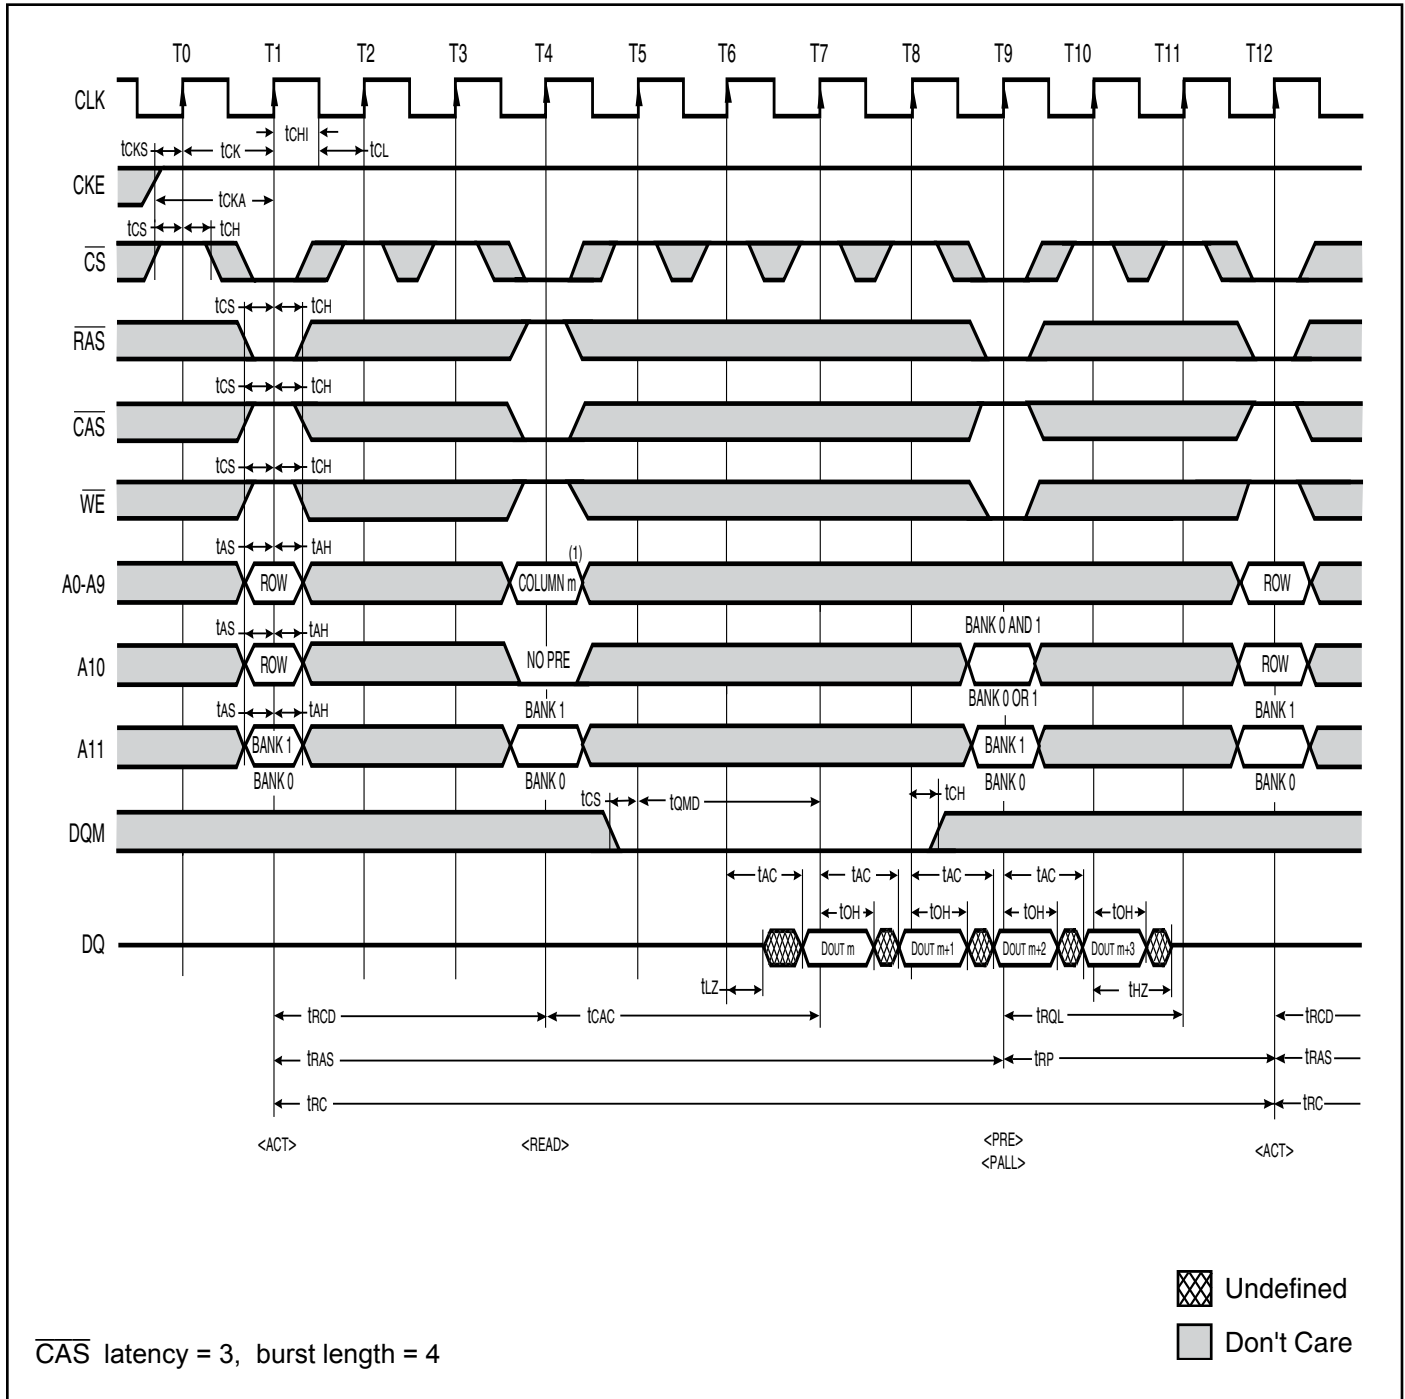 T0 T1 T2 T3 T4 T5 T6 T7 T8 T9 T10 T11 T12
CLK
tCHI
tCKS tCK tCL
CKE
tCKA
tCS tCH
CS
tCS tCH
RAS
tCS tCH
CAS
tCS tCH
WE
tAS tAH (1)
A0-A9 ROW COLUMN m ROW
tAS tAH BANK 0 AND 1
A10 ROW NO PRE ROW
tAS tAH BANK 1 BANK 0 OR 1 BANK 1
A11 BANK 1 BANK 1
BANK 0 BANK 0 BANK 0 BANK 0
tCS tQMD tCH
DQM
tAC tAC tAC tAC
tOH tOH tOH tOH
DQ DOUT m DOUT m+1 DOUT m+2 DOUT m+3
tLZ tHZ
tRCD tCAC tRQL tRCD
tRAS tRP tRAS
tRC tRC
<ACT> <READ> <PRE> <ACT>
<PALL>
Undefined
Don't Care
CAS latency = 3, burst length = 4